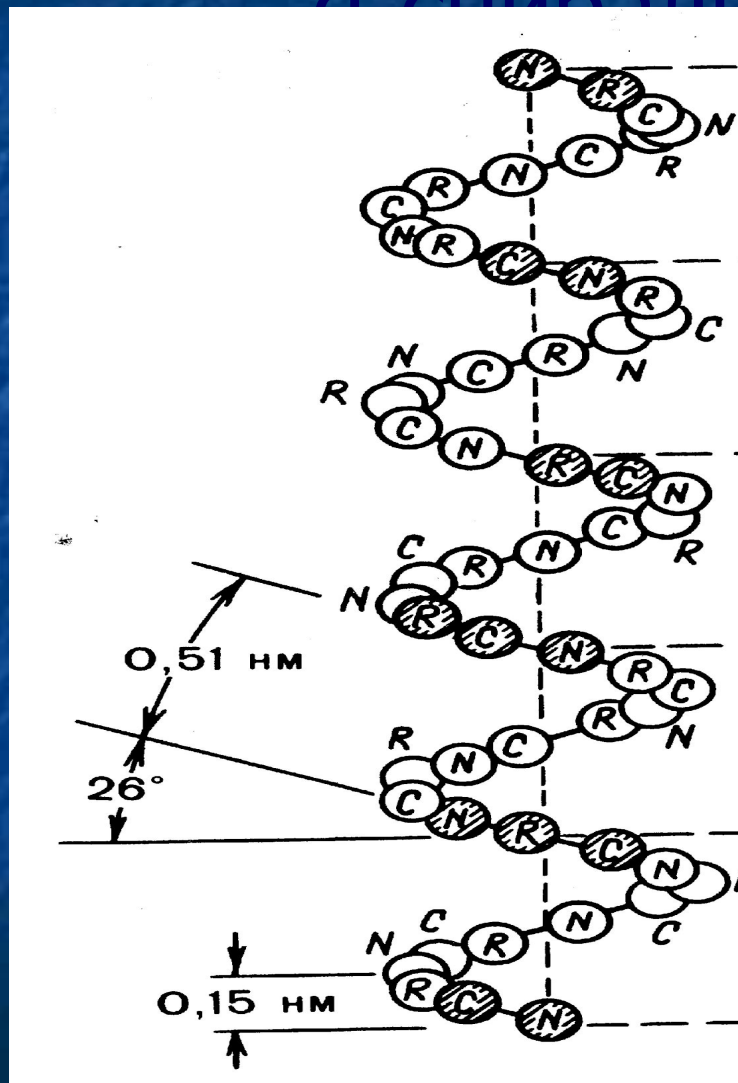 N R C N
R N C R
C
N R C N R
C
N C R N
R
C N R C N
C R N C R
N
R C N R C
0,51 нм
R N C R N
26°
C N R C N
C R N C
N
R C N
0,15 нм